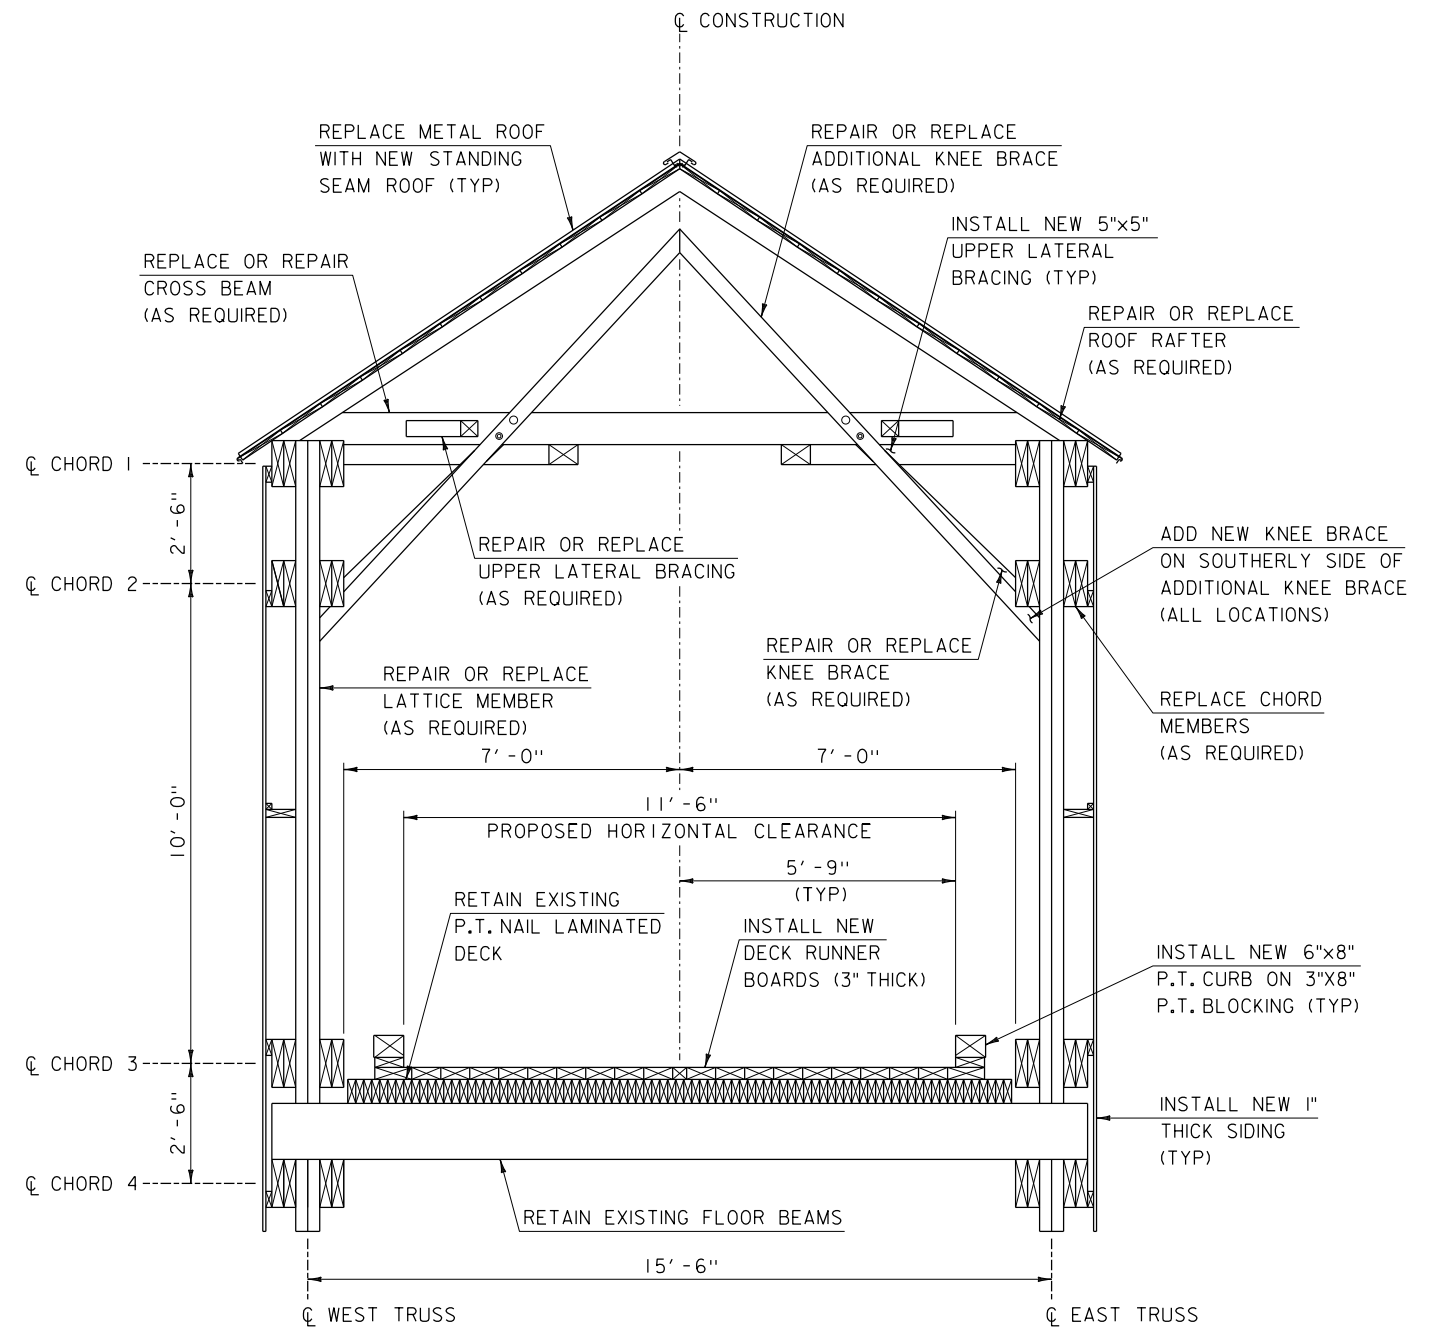 ℄ CONSTRUCTION
REPLACE METAL ROOF
WITH NEW STANDING
SEAM ROOF (TYP)
REPAIR OR REPLACE
ADDITIONAL KNEE BRACE
(AS REQUIRED)
INSTALL NEW 5"x5"
UPPER LATERAL
BRACING (TYP)
REPLACE OR REPAIR
CROSS BEAM
(AS REQUIRED)
REPAIR OR REPLACE
ROOF RAFTER
(AS REQUIRED)
℄ CHORD 1
2'-6"
℄ CHORD 2
REPAIR OR REPLACE
UPPER LATERAL BRACING
(AS REQUIRED)
ADD NEW KNEE BRACE
ON SOUTHERLY SIDE OF
ADDITIONAL KNEE BRACE
(ALL LOCATIONS)
REPAIR OR REPLACE
KNEE BRACE
(AS REQUIRED)
REPAIR OR REPLACE
LATTICE MEMBER
(AS REQUIRED)
REPLACE CHORD
MEMBERS
(AS REQUIRED)
7'-0"
7'-0"
10'-0"
11'-6"
PROPOSED HORIZONTAL CLEARANCE
5'-9"
(TYP)
RETAIN EXISTING
P.T. NAIL LAMINATED
DECK
INSTALL NEW
DECK RUNNER
BOARDS (3" THICK)
INSTALL NEW 6"x8"
P.T. CURB ON 3"X8"
P.T. BLOCKING (TYP)
℄ CHORD 3
2'-6"
℄ CHORD 4
INSTALL NEW 1"
THICK SIDING
(TYP)
RETAIN EXISTING FLOOR BEAMS
15'-6"
℄ WEST TRUSS
℄ EAST TRUSS